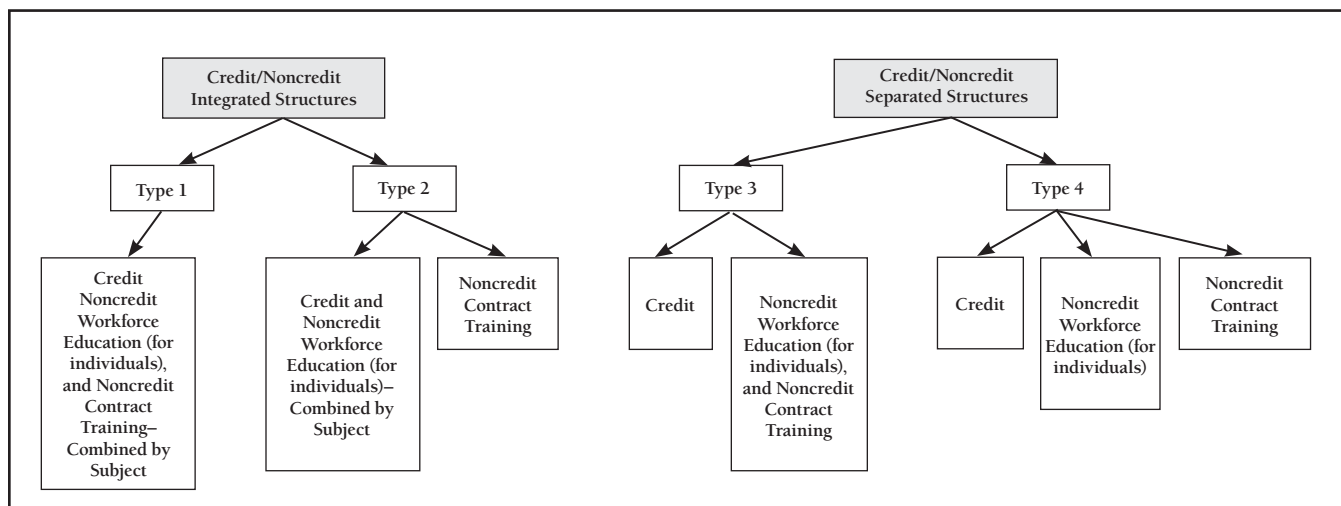 Credit/Noncredit
Integrated Structures
Credit/Noncredit
Separated Structures
Type 1
Type 2
Type 3
Type 4
Credit
Noncredit
Workforce
Education (for
individuals),
and Noncredit
Contract
Training–
Combined by
Subject
Credit and
Noncredit
Workforce
Education (for
individuals)–
Combined by
Subject
Noncredit
Contract
Training
Credit
Noncredit
Workforce
Education (for
individuals),
and Noncredit
Contract
Training
Credit
Noncredit
Workforce
Education (for
individuals)
Noncredit
Contract
Training